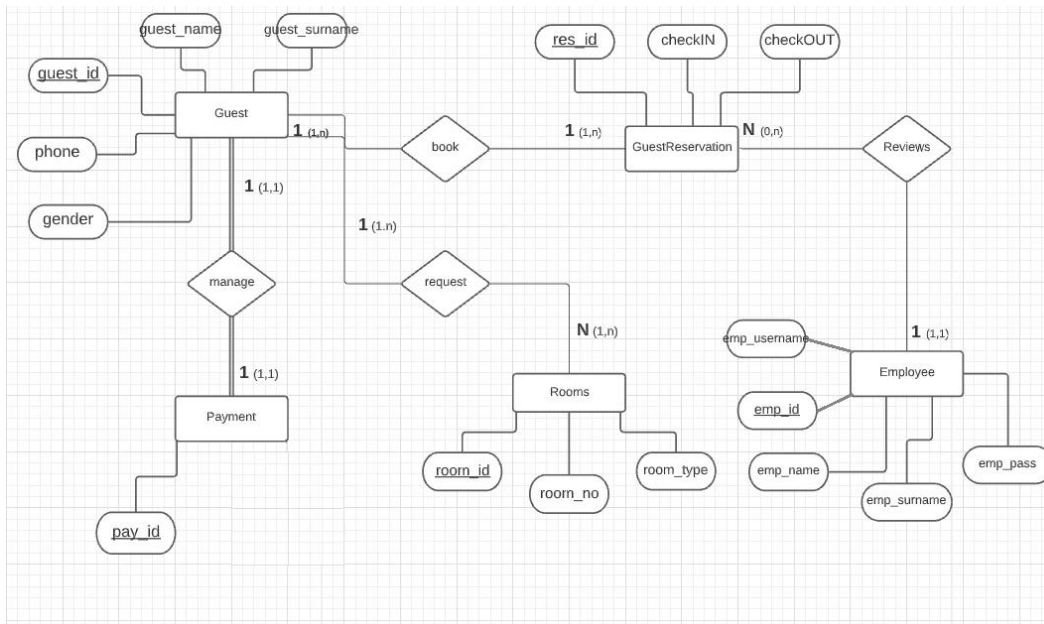 guest_name
guest_surname
guest_id
phone
gender
Guest
1 (1,n)
book
1 (1,n)
res_id
checkIN
checkOUT
GuestReservation
N (0,n)
Reviews
1 (1,1)
1 (1.n)
manage
request
N (1,n)
1 (1,1)
Payment
pay_id
Rooms
room_id
room_no
room_type
1 (1,1)
emp_username
Employee
emp_id
emp_name
emp_surname
emp_pass